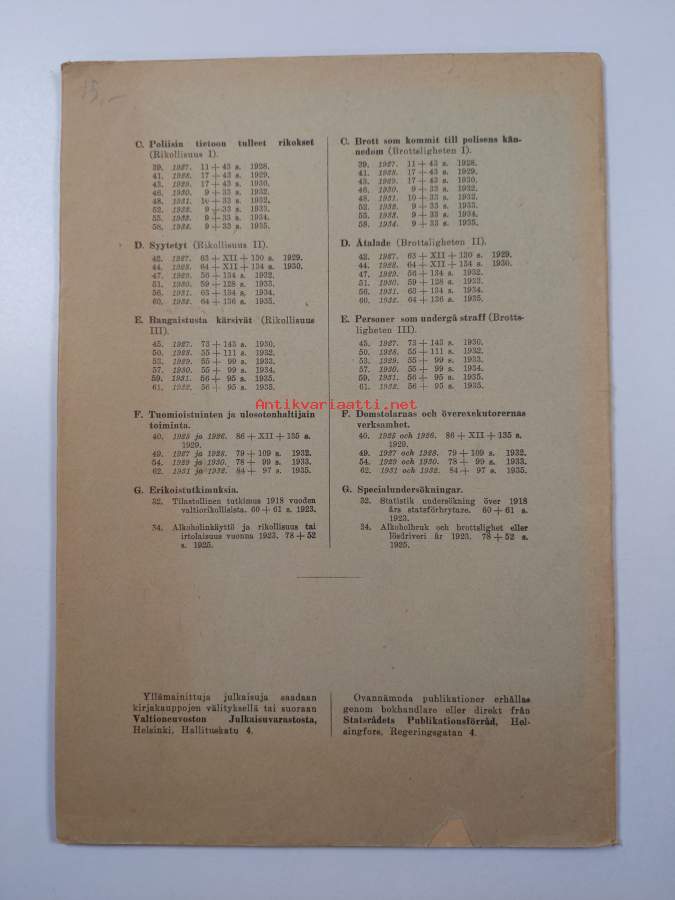 15,–
C. Poliisin tietoon tulleet rikokset
(Rikollisuus I).
39. 1927. 11 + 43 s. 1928.
41. 1928. 17 + 43 s. 1929.
43. 1929. 17 + 43 s. 1930.
46. 1930. 9 + 33 s. 1932.
48. 1931. 10 + 33 s. 1932.
52. 1932. 9 + 33 s. 1933.
55. 1933. 9 + 33 s. 1934.
58. 1934. 9 + 33 s. 1935.
D. Syytetyt (Rikollisuus II).
42. 1927. 63 + XII + 130 s. 1929.
44. 1928. 64 + XII + 134 s. 1930.
47. 1929. 56 + 134 s. 1932.
51. 1930. 59 + 128 s. 1933.
56. 1931. 63 + 134 s. 1934.
60. 1932. 64 + 136 s. 1935.
E. Rangaistusta kärsivät (Rikollisuus
III).
45. 1927. 73 + 143 s. 1930.
50. 1928. 55 + 111 s. 1932.
53. 1929. 55 + 99 s. 1933.
57. 1930. 55 + 99 s. 1934.
59. 1931. 56 + 95 s. 1935.
61. 1932. 56 + 95 s. 1935.
F. Tuomioistuinten ja ulosotonhaltijain
toiminta.
40. 1925 ja 1926. 86 + XII + 135 s.
1929.
49. 1927 ja 1928. 79 + 109 s. 1932.
54. 1929 ja 1930. 78 + 99 s. 1933.
62. 1931 ja 1932. 84 + 97 s. 1935.
G. Erikoistutkimuksia.
32. Tilastollinen tutkimus 1918 vuoden
valtiorikollisista. 60 + 61 s. 1923.
34. Alkoholinkäyttö ja rikollisuus tai
irtolaisuus vuonna 1923. 78 + 52
s. 1925.
C. Brott som kommit till polisens kän-
nedom (Brottsligheten I).
39. 1927. 11 + 43 s. 1928.
41. 1928. 17 + 43 s. 1929.
43. 1929. 17 + 43 s. 1930.
46. 1930. 9 + 33 s. 1932.
48. 1931. 10 + 33 s. 1932.
52. 1932. 9 + 33 s. 1933.
55. 1933. 9 + 33 s. 1934.
58. 1934. 9 + 33 s. 1935.
D. Åtalade (Brottsligheten II).
42. 1927. 63 + XII + 130 s. 1929.
44. 1928. 64 + XII + 134 s. 1930.
47. 1929. 56 + 134 s. 1932.
51. 1930. 59 + 128 s. 1933.
56. 1931. 63 + 134 s. 1934.
60. 1932. 64 + 136 s. 1935.
E. Personer som undergå straff (Brotts-
ligheten III).
45. 1927. 73 + 143 s. 1930.
50. 1928. 55 + 111 s. 1932.
53. 1929. 55 + 99 s. 1933.
57. 1930. 55 + 99 s. 1934.
59. 1931. 56 + 95 s. 1935.
61. 1932. 56 + 95 s. 1935.
F. Domstolarnas och överexekutorernas
verksamhet.
40. 1925 och 1926. 86 + XII + 135 s.
1929.
49. 1927 och 1928. 79 + 109 s. 1932.
54. 1929 och 1930. 78 + 99 s. 1933.
62. 1931 och 1932. 84 + 97 s. 1935.
G. Specialundersökningar.
32. Statistik undersökning över 1918
års statsförbrytare. 60 + 61 s.
1923.
34. Alkoholbruk och brottslighet eller
lösdriveri år 1923. 78 + 52 s.
1925.
Antikvariaatti.net
Yllämainittuja julkaisuja saadaan
kirjakauppojen välityksellä tai suoraan
Valtioneuvoston Julkaisuvarastosta,
Helsinki, Hallituskatu 4.
Ovannämnda publikationer erhållas
genom bokhandlare eller direkt från
Statsrådets Publikationsförråd, Hel-
singfors, Regeringsgatan 4.